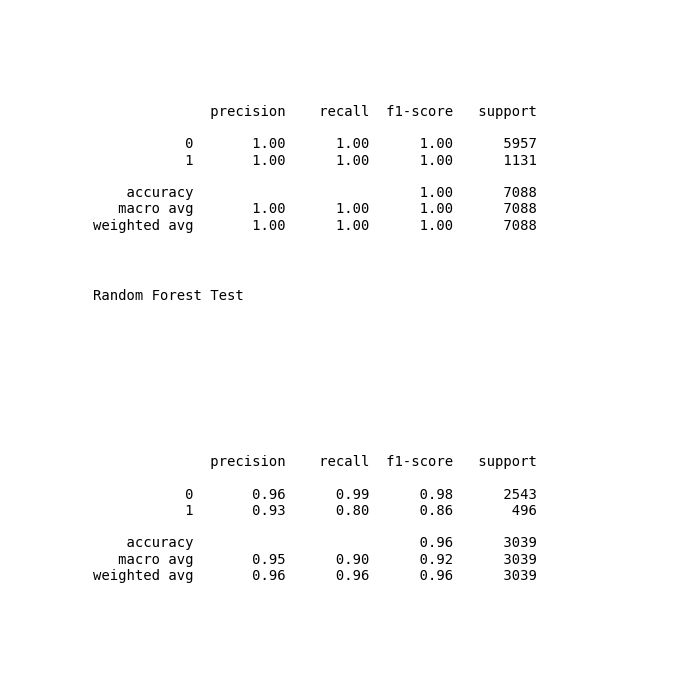 precision recall f1-score support
0 1.00 1.00 1.00 5957
1 1.00 1.00 1.00 1131
accuracy 1.00 7088
macro avg 1.00 1.00 1.00 7088
weighted avg 1.00 1.00 1.00 7088
Random Forest Test
precision recall f1-score support
0 0.96 0.99 0.98 2543
1 0.93 0.80 0.86 496
accuracy 0.96 3039
macro avg 0.95 0.90 0.92 3039
weighted avg 0.96 0.96 0.96 3039